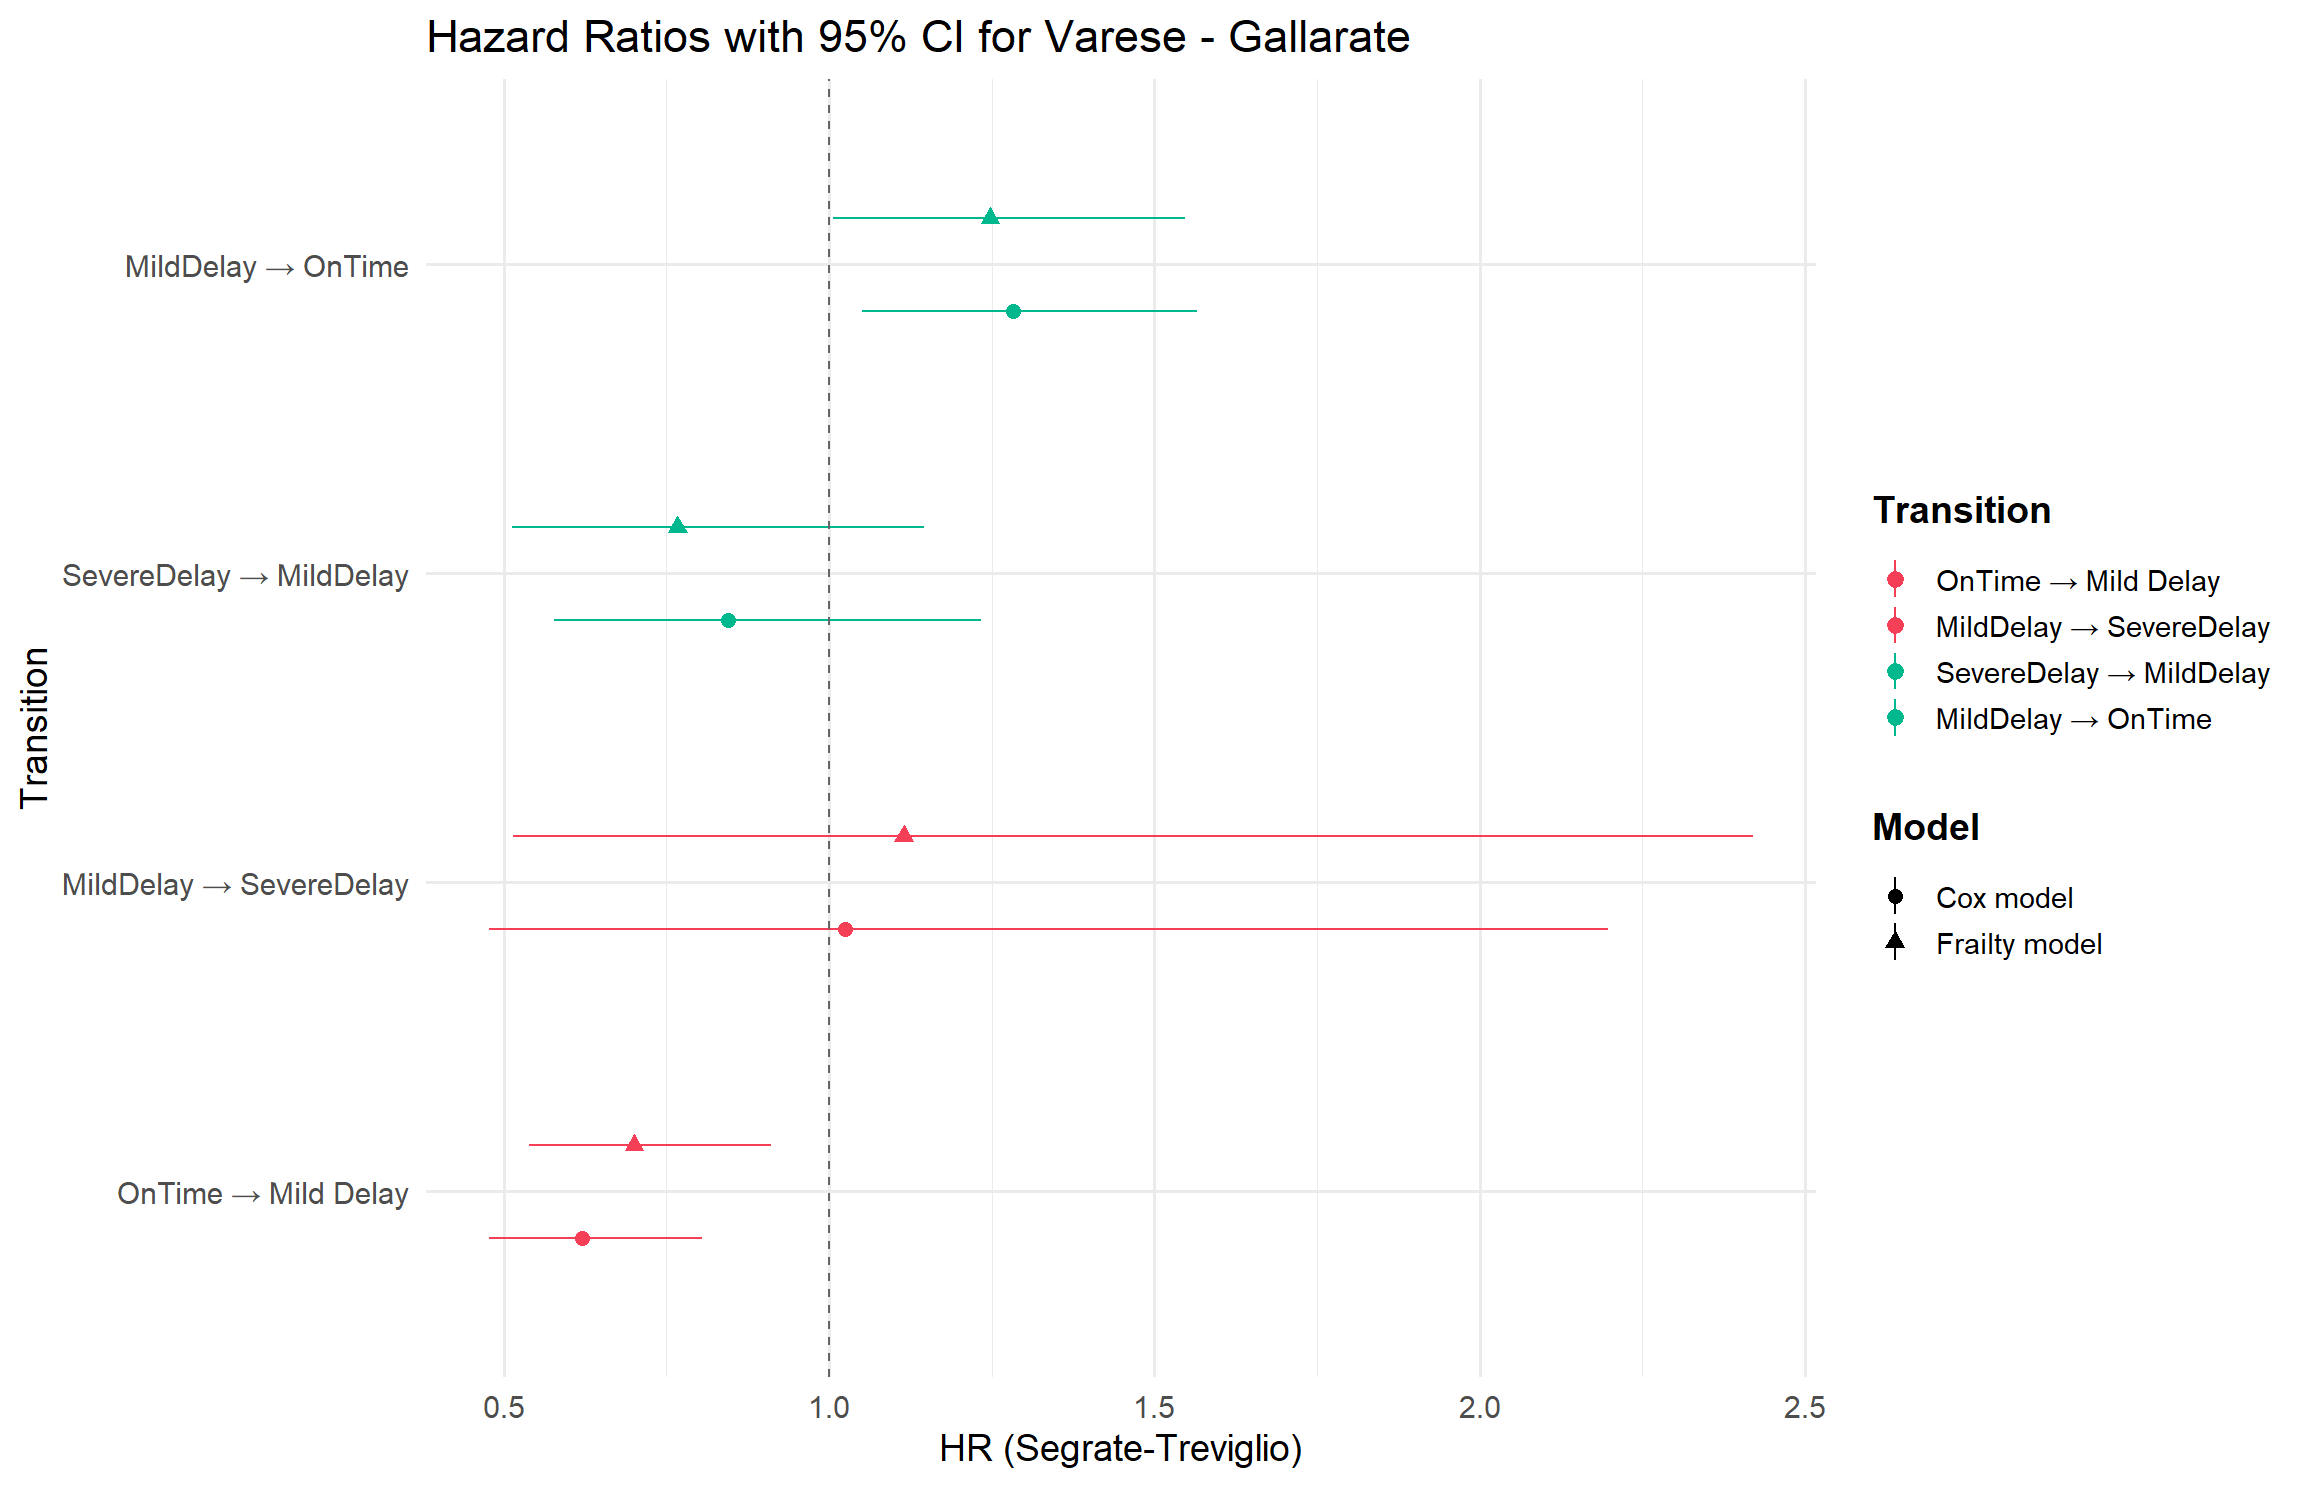 Hazard Ratios with 95% CI for Varese - Gallarate
Transition
MildDelay → OnTime
SevereDelay → MildDelay
MildDelay → SevereDelay
OnTime → Mild Delay
0.5 1.0 1.5 2.0 2.5
HR (Segrate-Treviglio)
Transition
OnTime → Mild Delay
MildDelay → SevereDelay
SevereDelay → MildDelay
MildDelay → OnTime
Model
Cox model
Frailty model